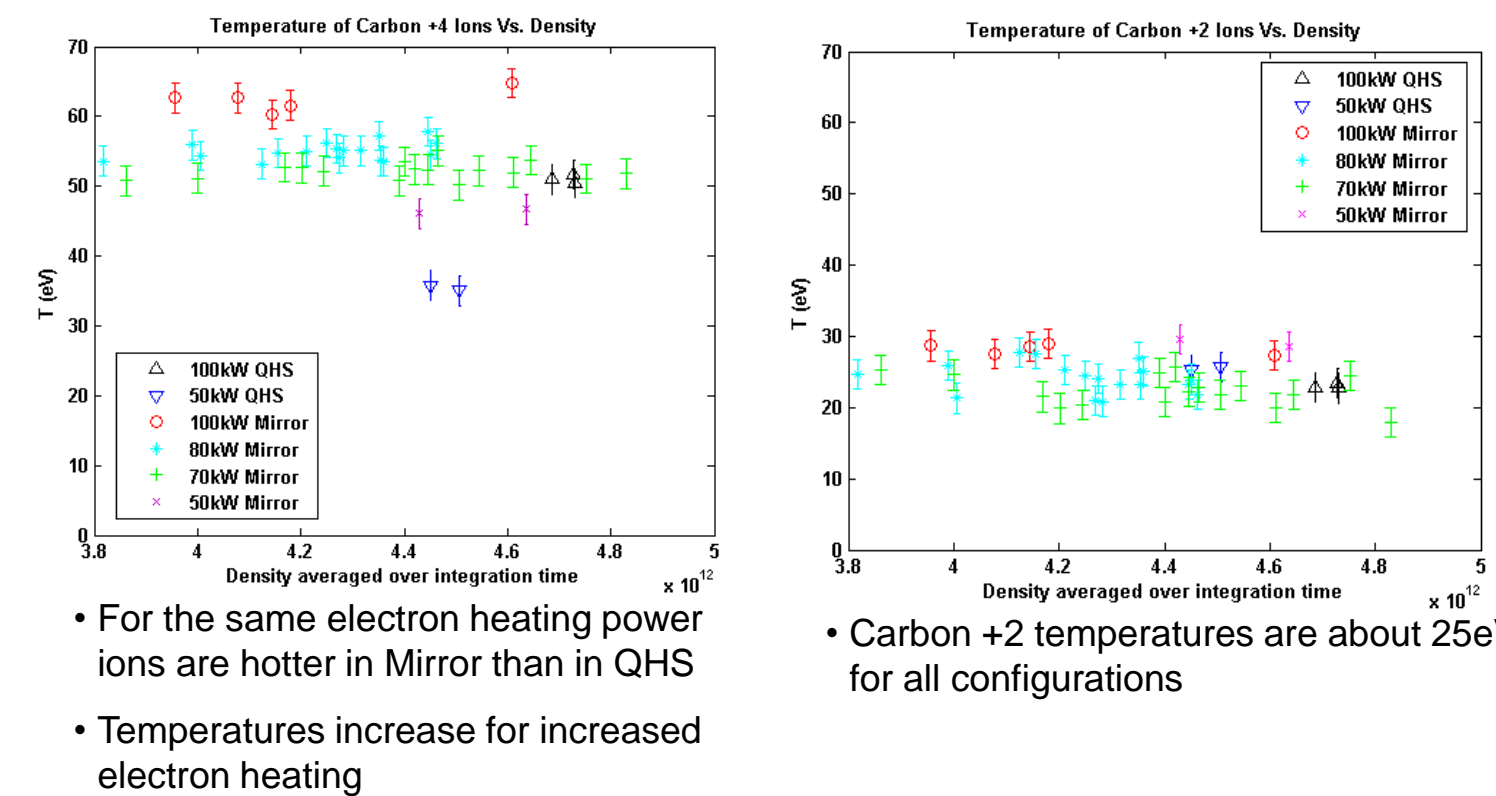 Temperature of Carbon +4 Ions Vs. Density
70
60
50
40
30
20
10
0
T (eV)
100kW QHS
50kW QHS
100kW Mirror
80kW Mirror
70kW Mirror
50kW Mirror
3.8 4 4.2 4.4 4.6 4.8 5
Density averaged over integration time
x 10^12
• For the same electron heating power
ions are hotter in Mirror than in QHS
• Temperatures increase for increased
electron heating
Temperature of Carbon +2 Ions Vs. Density
70
60
50
40
30
20
10
0
T (eV)
100kW QHS
50kW QHS
100kW Mirror
80kW Mirror
70kW Mirror
50kW Mirror
3.8 4 4.2 4.4 4.6 4.8 5
Density averaged over integration time
x 10^12
• Carbon +2 temperatures are about 25e
for all configurations